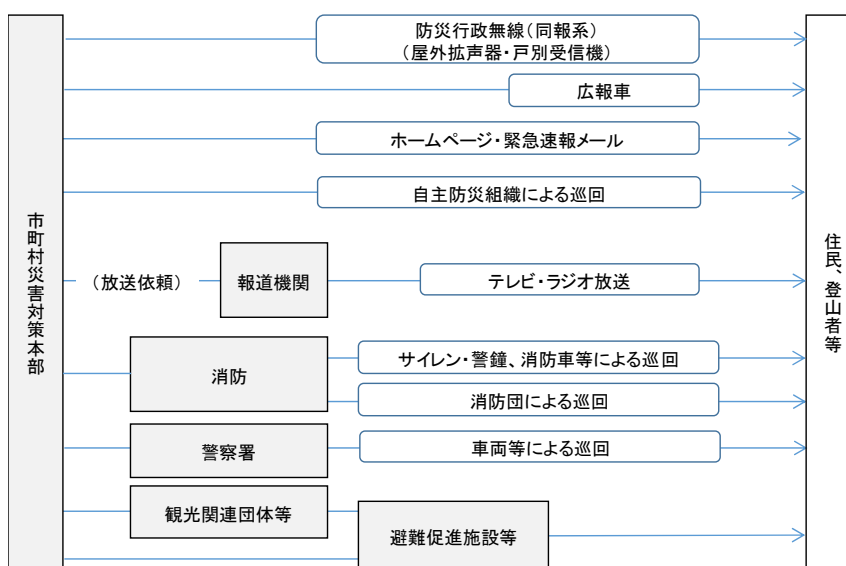 市町村災害対策本部
防災行政無線(同報系)
(屋外拡声器・戸別受信機)
広報車
ホームページ・緊急速報メール
自主防災組織による巡回
(放送依頼)
報道機関
テレビ・ラジオ放送
消防
サイレン・警鐘、消防車等による巡回
消防団による巡回
警察署
車両等による巡回
観光関連団体等
避難促進施設等
住民、登山者等